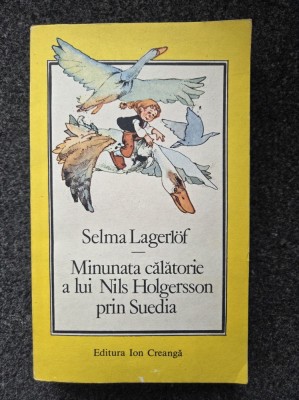 Selma Lagerlöf
Minunata călătorie
a lui Nils Holgersson
prin Suedia
Editura Ion Creangă